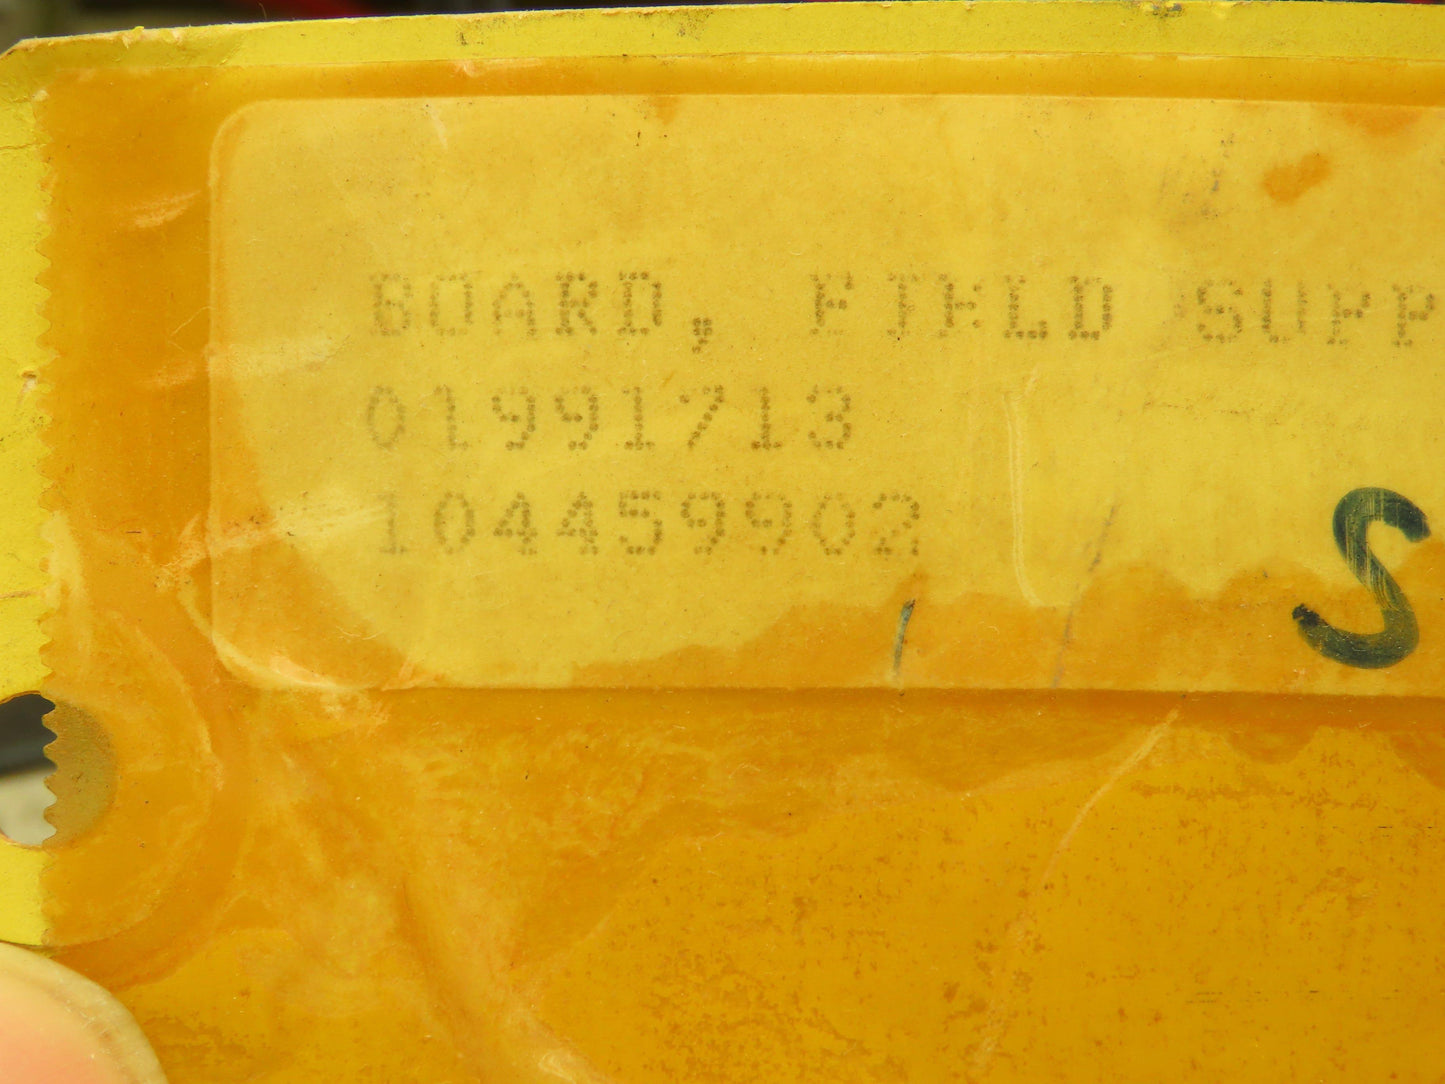 BOARD, FIELD SUPP
01991713
104459902
S